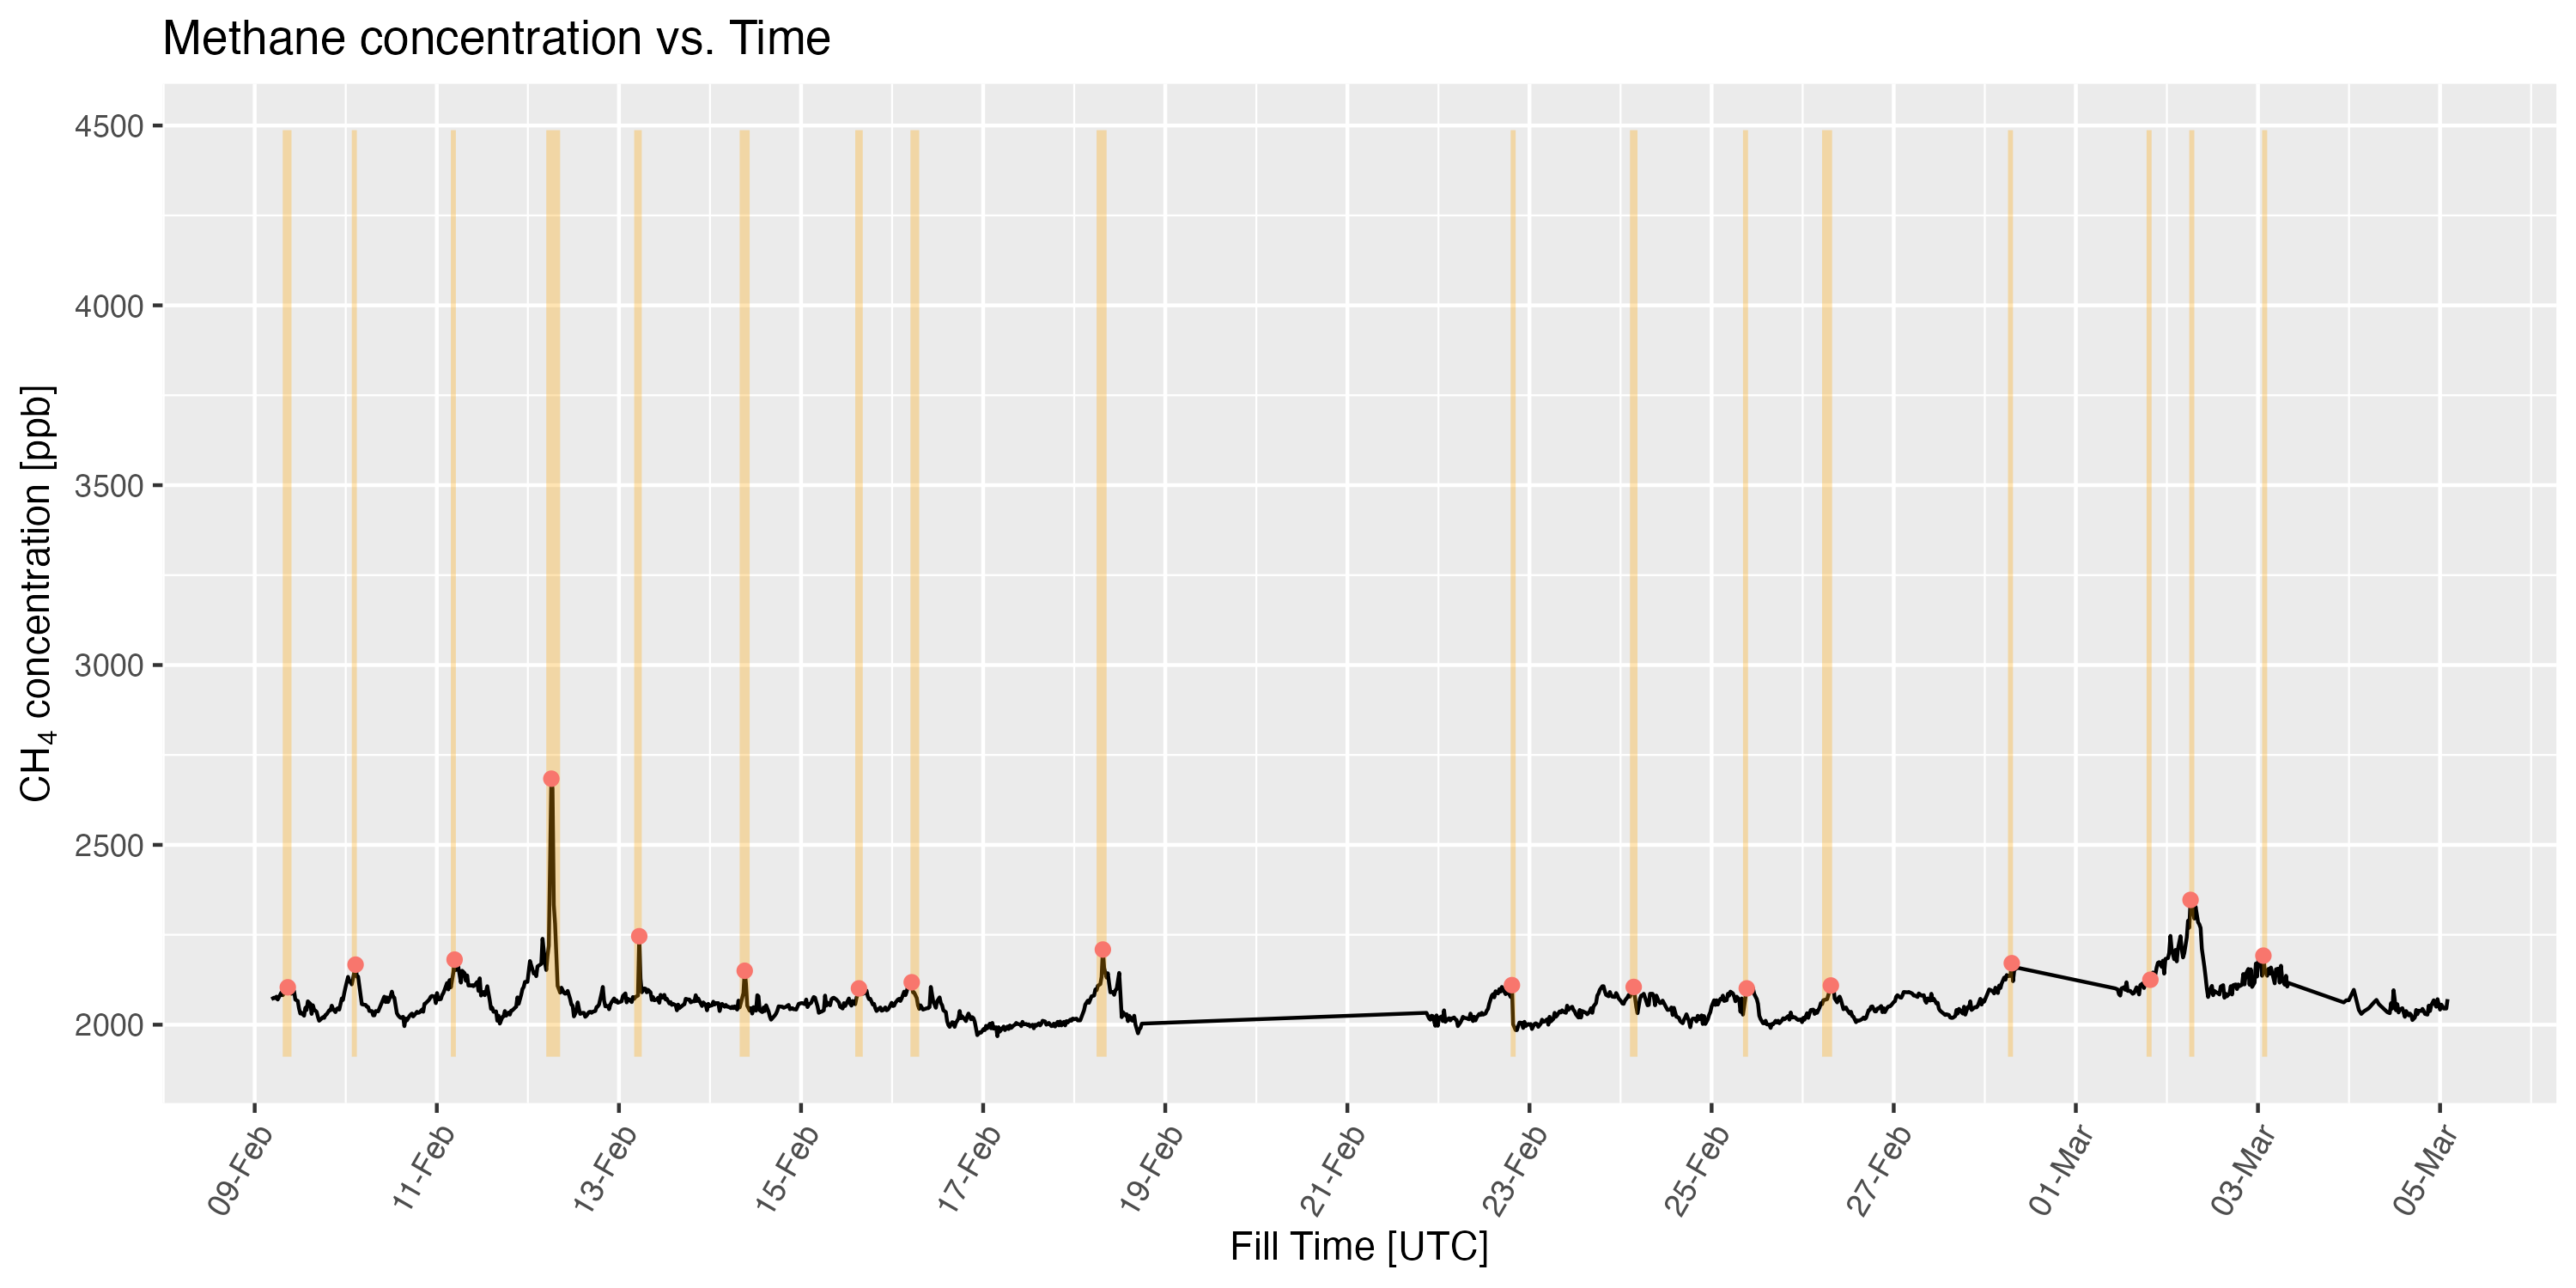 Methane concentration vs. Time
CH₄ concentration [ppb]
4500
4000
3500
3000
2500
2000
09-Feb
11-Feb
13-Feb
15-Feb
17-Feb
19-Feb
21-Feb
23-Feb
25-Feb
27-Feb
01-Mar
03-Mar
05-Mar
Fill Time [UTC]